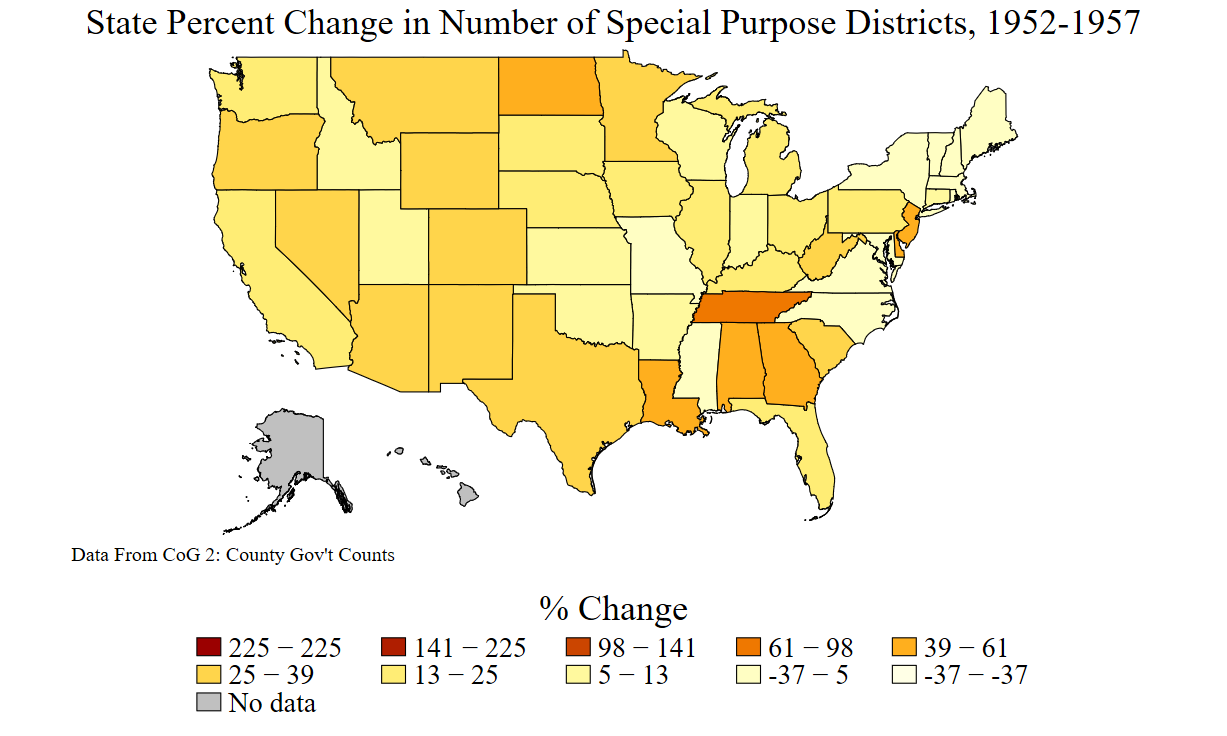 State Percent Change in Number of Special Purpose Districts, 1952-1957
Data From CoG 2: County Gov't Counts
% Change
225 − 225 141 − 225 98 − 141 61 − 98 39 − 61
25 − 39 13 − 25 5 − 13 -37 − 5 -37 − -37
No data